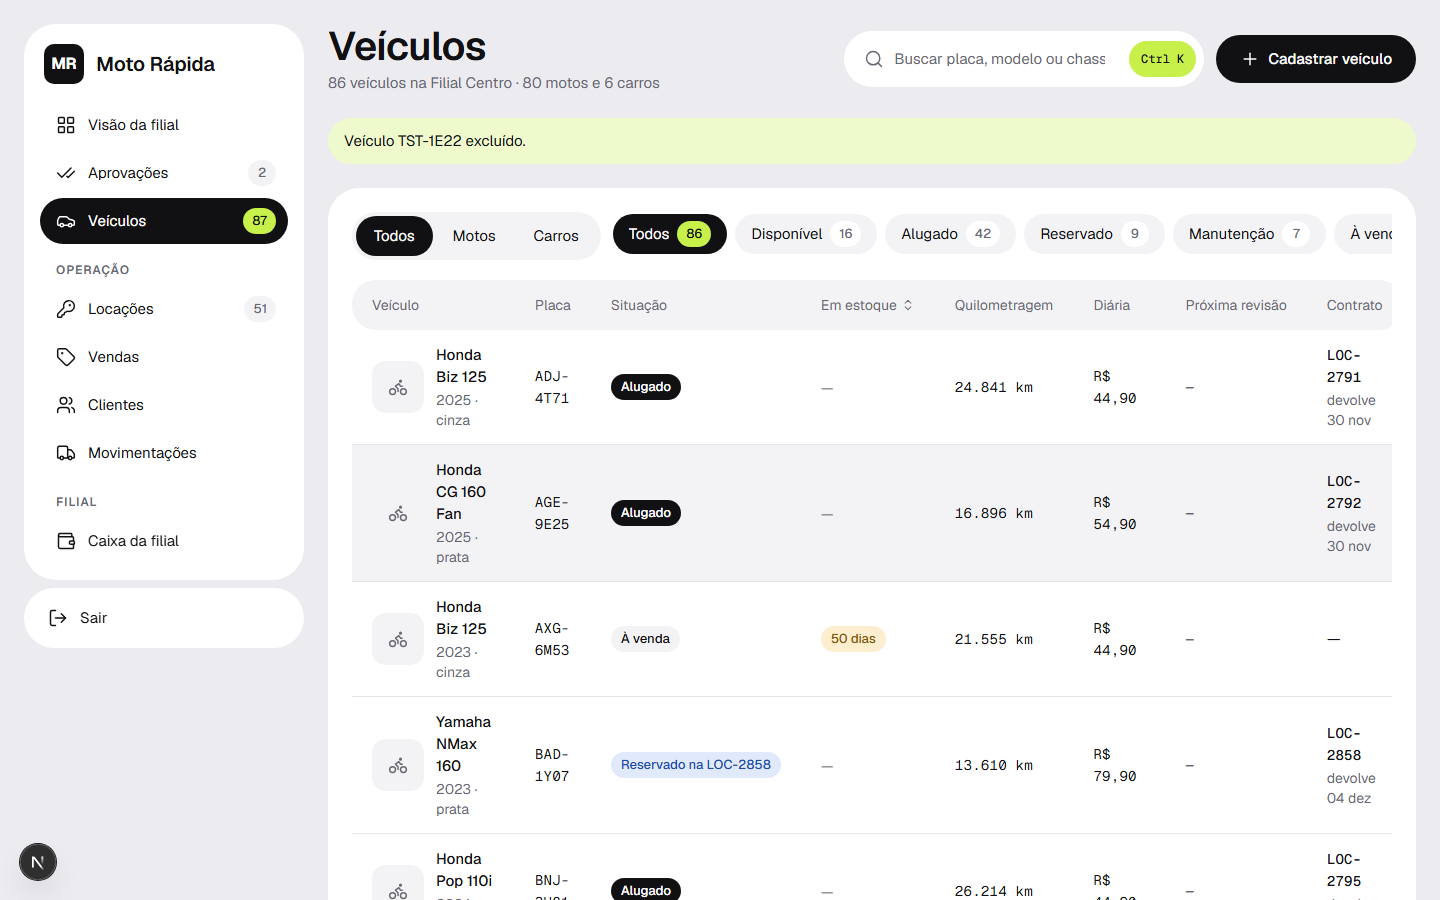 MR Moto Rápida
Visão da filial
Aprovações 2
Veículos 87
OPERAÇÃO
Locações 51
Vendas
Clientes
Movimentações
FILIAL
Caixa da filial
Sair
N
Veículos
86 veículos na Filial Centro · 80 motos e 6 carros
Buscar placa, modelo ou chass
Ctrl K
Cadastrar veículo
Veículo TST-1E22 excluído.
Todos Motos Carros Todos 86 Disponível 16 Alugado 42 Reservado 9 Manutenção 7 À venc
Veículo Placa Situação Em estoque Quilometragem Diária Próxima revisão Contrato
Honda
Biz 125
2025 ·
cinza
ADJ-
4T71
Alugado
—
24.841 km
R$
44,90
–
LOC-
2791
devolve
30 nov
Honda
CG 160
Fan
2025 ·
prata
AGE-
9E25
Alugado
—
16.896 km
R$
54,90
–
LOC-
2792
devolve
30 nov
Honda
Biz 125
2023 ·
cinza
AXG-
6M53
À venda
50 dias
21.555 km
R$
44,90
–
—
Yamaha
NMax
160
2023 ·
prata
BAD-
1Y07
Reservado na LOC-2858
—
13.610 km
R$
79,90
–
LOC-
2858
devolve
04 dez
Honda
Pop 110i
BNJ-
Alugado
—
26.214 km
R$
–
LOC-
2795